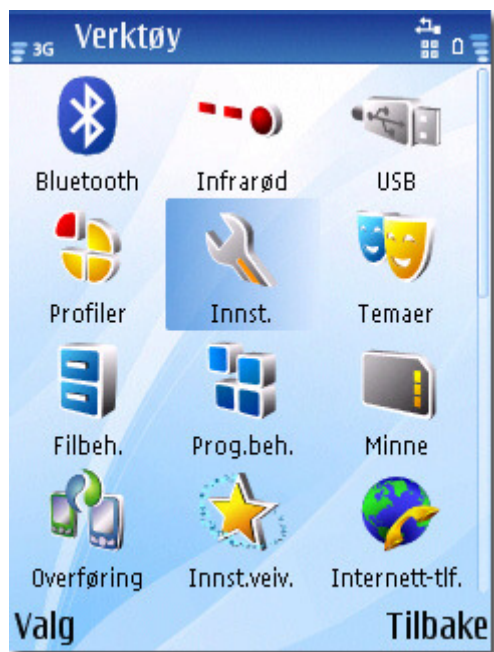 3G Verktøy
Bluetooth Infrarød USB
Profiler Innst. Temaer
Filbeh. Prog.beh. Minne
Overføring Innst.veiv. Internett-tlf.
Valg Tilbake